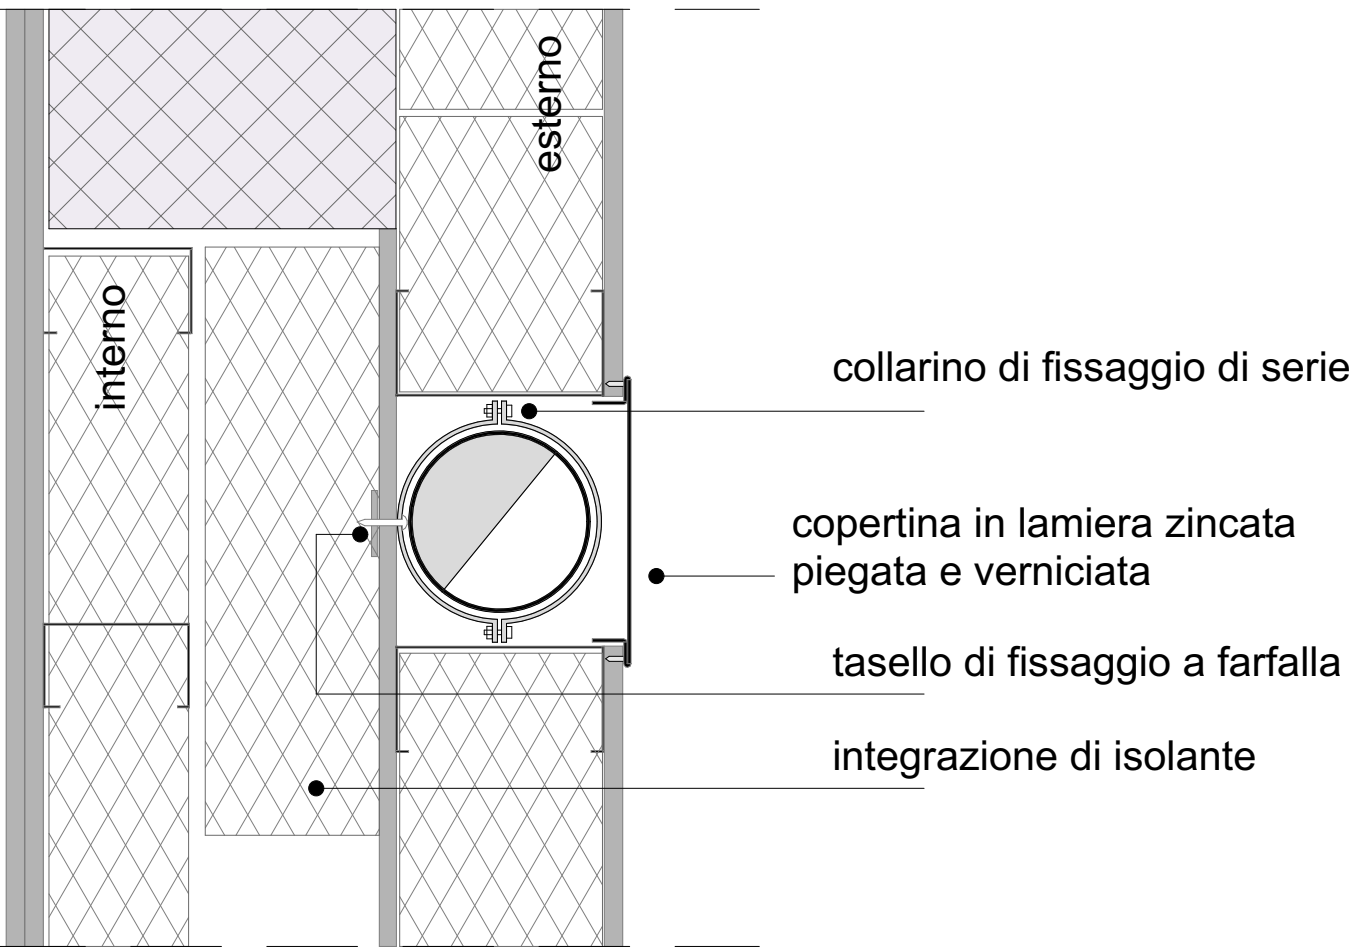 esterno
interno
collarino di fissaggio di serie
copertina in lamiera zincata
piegata e verniciata
tasello di fissaggio a farfalla
integrazione di isolante